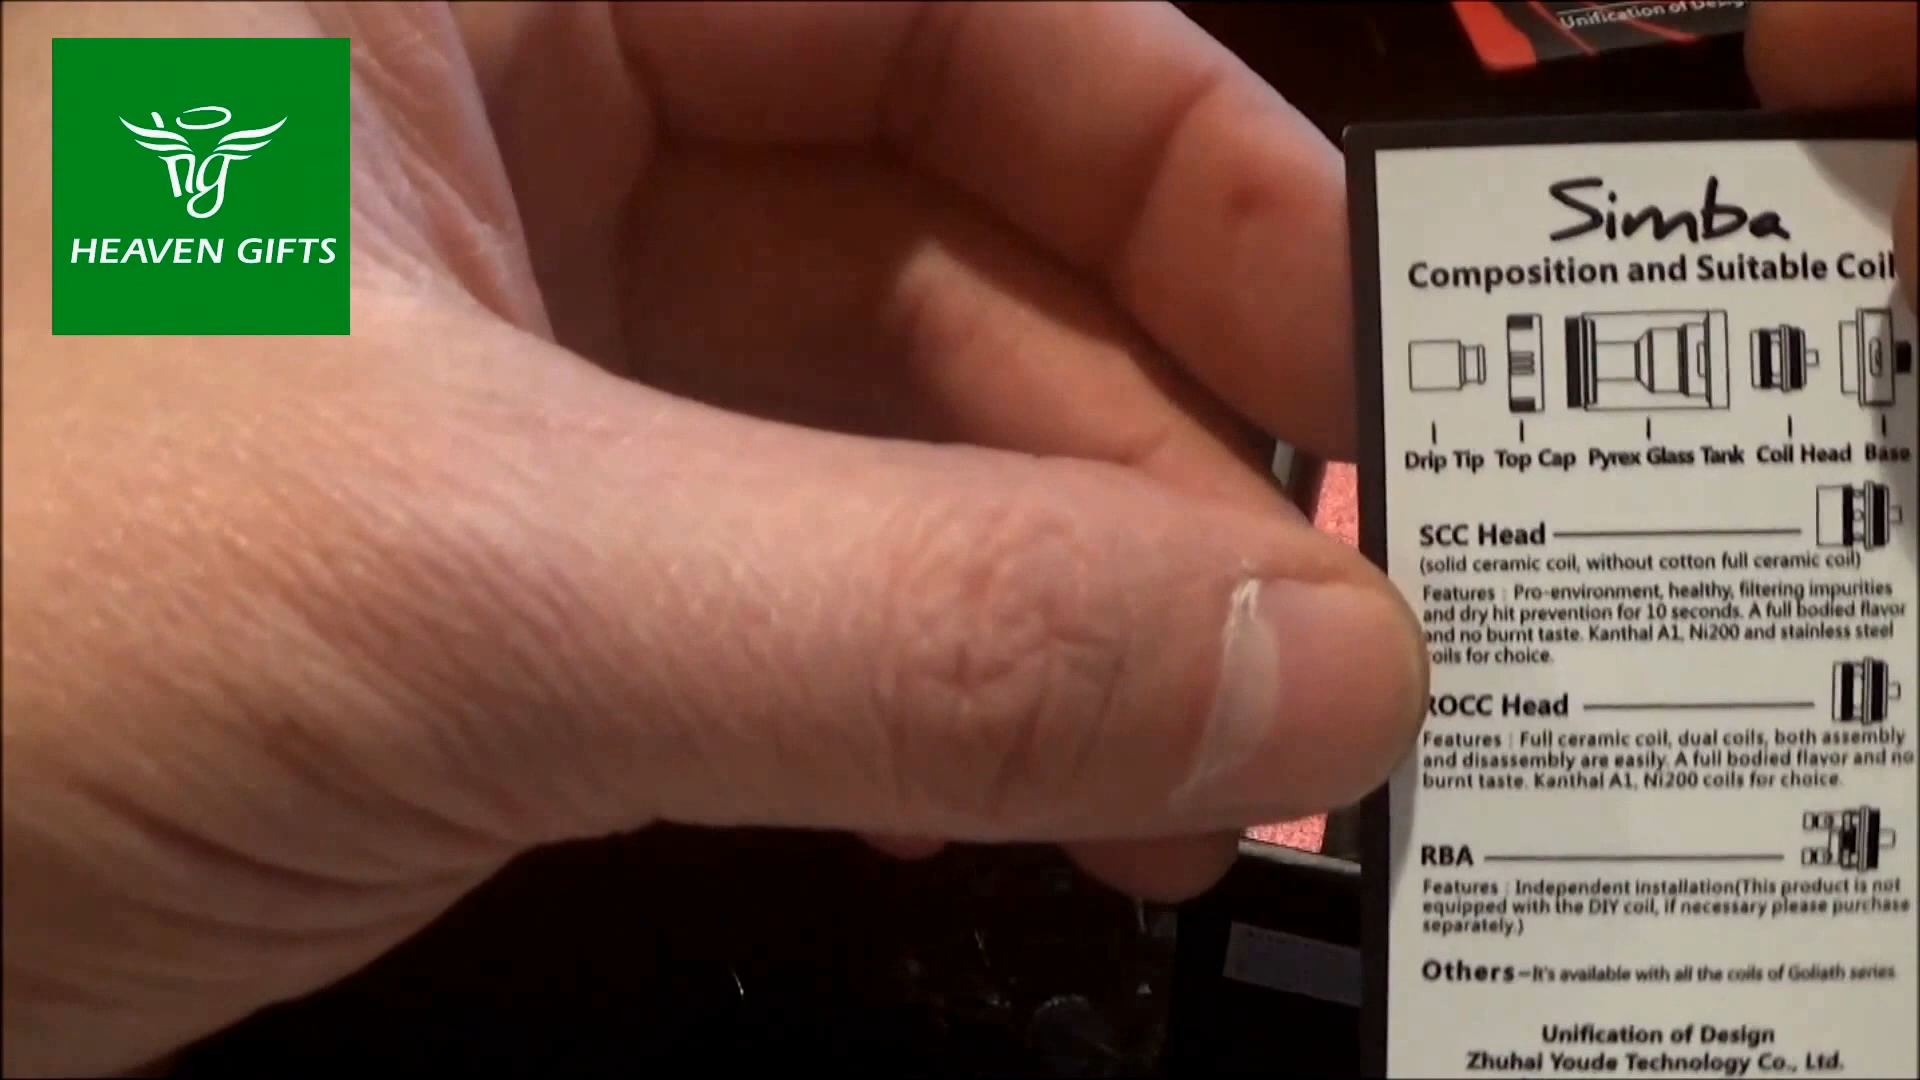 Unification of Design
HEAVEN GIFTS
Simba
Composition and Suitable Coil
Drip Tip Top Cap Pyrex Glass Tank Coil Head Base
SCC Head
(solid ceramic coil, without cotton full ceramic coil)
Features : Pro-environment, healthy, filtering impurities
and dry hit prevention for 10 seconds. A full bodied flavor
and no burnt taste. Kanthal A1, Ni200 and stainless steel
oils for choice.
ROCC Head
Features : Full ceramic coil, dual coils, both assembly
and disassembly are easily. A full bodied flavor and no
burnt taste. Kanthal A1, Ni200 coils for choice.
RBA
Features : Independent installation(This product is not
equipped with the DIY coil, if necessary please purchase
separately.)
Others-It's available with all the coils of Goliath series
Unification of Design
Zhuhai Youde Technology Co., Ltd.